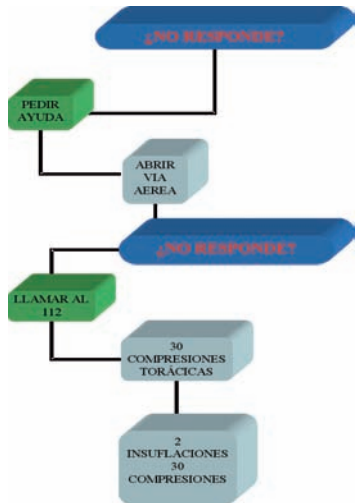 ¿NO RESPONDE?
PEDIR
AYUDA
ABRIR
VIA
AEREA
¿NO RESPONDE?
LLAMAR AL
112
30
COMPRESIONES
TORÁCICAS
2
INSUFLACIONES
30
COMPRESIONES